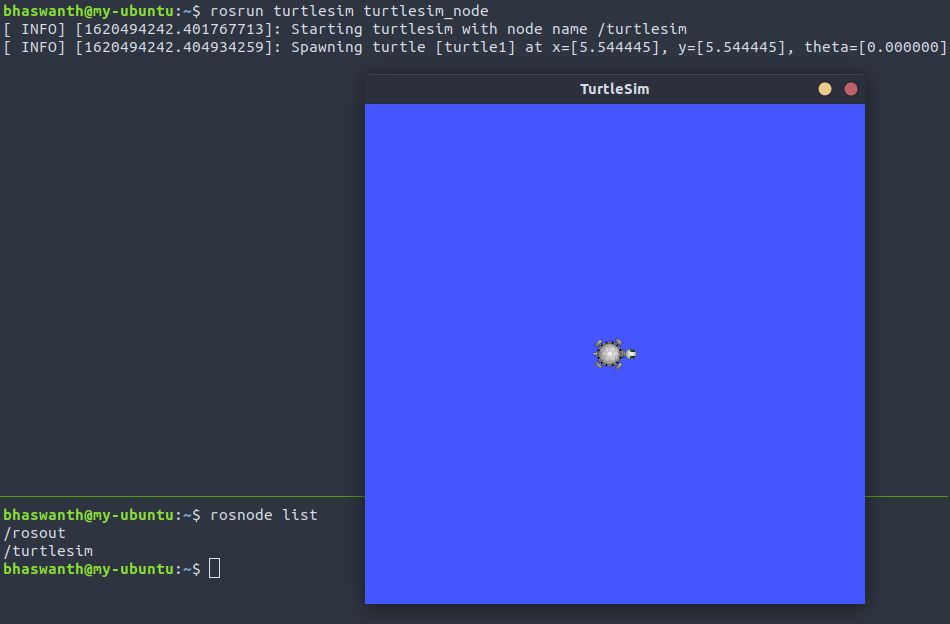 bhaswanth@my-ubuntu:~$ rosrun turtlesim turtlesim_node
[ INFO] [1620494242.401767713]: Starting turtlesim with node name /turtlesim
[ INFO] [1620494242.404934259]: Spawning turtle [turtle1] at x=[5.544445], y=[5.544445], theta=[0.000000]
TurtleSim
bhaswanth@my-ubuntu:~$ rosnode list
/rosout
/turtlesim
bhaswanth@my-ubuntu:~$